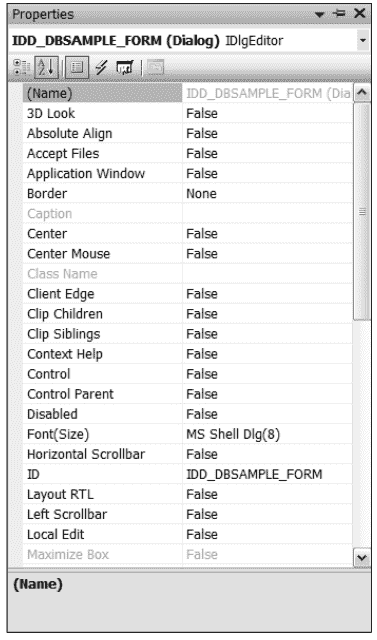 Properties
IDD_DBSAMPLE_FORM (Dialog) IDlgEditor
(Name) IDD_DBSAMPLE_FORM (Dia
3D Look False
Absolute Align False
Accept Files False
Application Window False
Border None
Caption
Center False
Center Mouse False
Class Name
Client Edge False
Clip Children False
Clip Siblings False
Context Help False
Control False
Control Parent False
Disabled False
Font(Size) MS Shell Dlg(8)
Horizontal Scrollbar False
ID IDD_DBSAMPLE_FORM
Layout RTL False
Left Scrollbar False
Local Edit False
Maximize Box False
(Name)